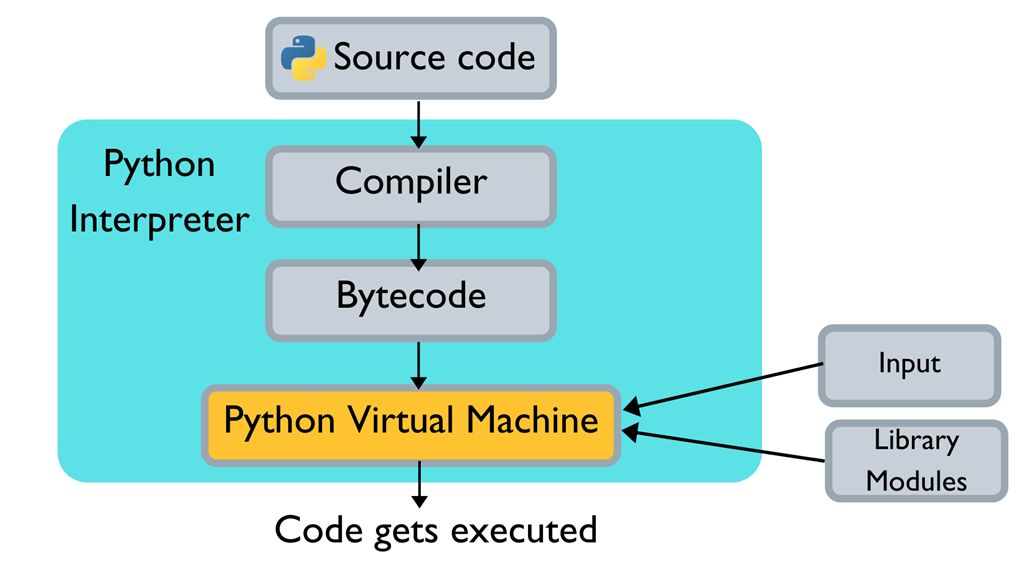 Source code
Python
Interpreter
Compiler
Bytecode
Python Virtual Machine
Input
Library
Modules
Code gets executed